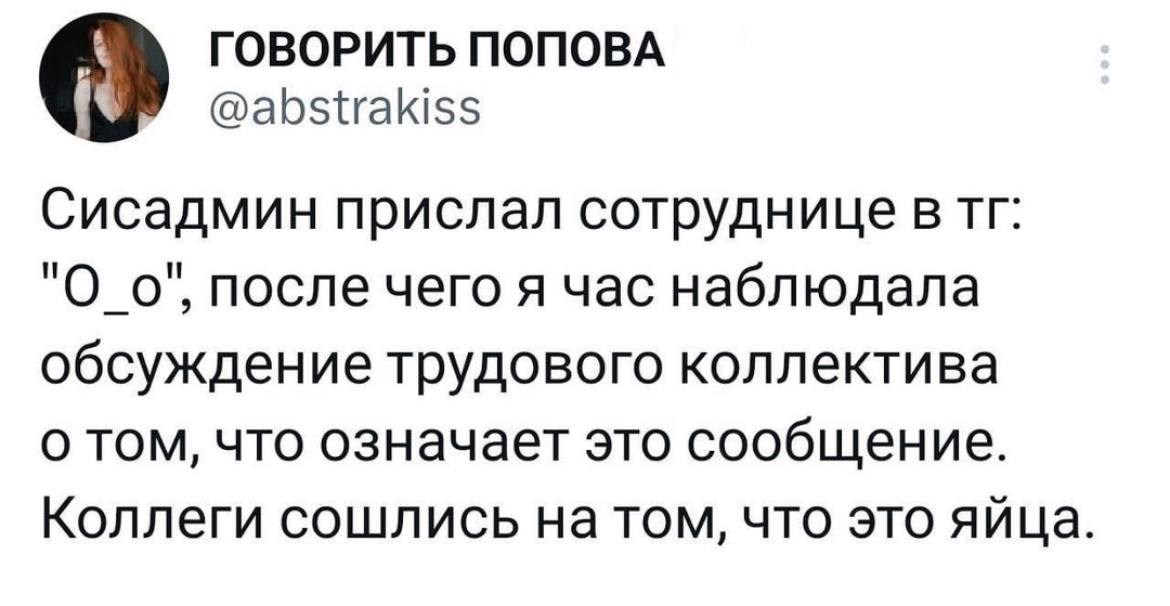 ГОВОРИТЬ ПОПОВА
@abstrakiss
Сисадмин прислал сотруднице в тг:
"О_о", после чего я час наблюдала
обсуждение трудового коллектива
о том, что означает это сообщение.
Коллеги сошлись на том, что это яйца.